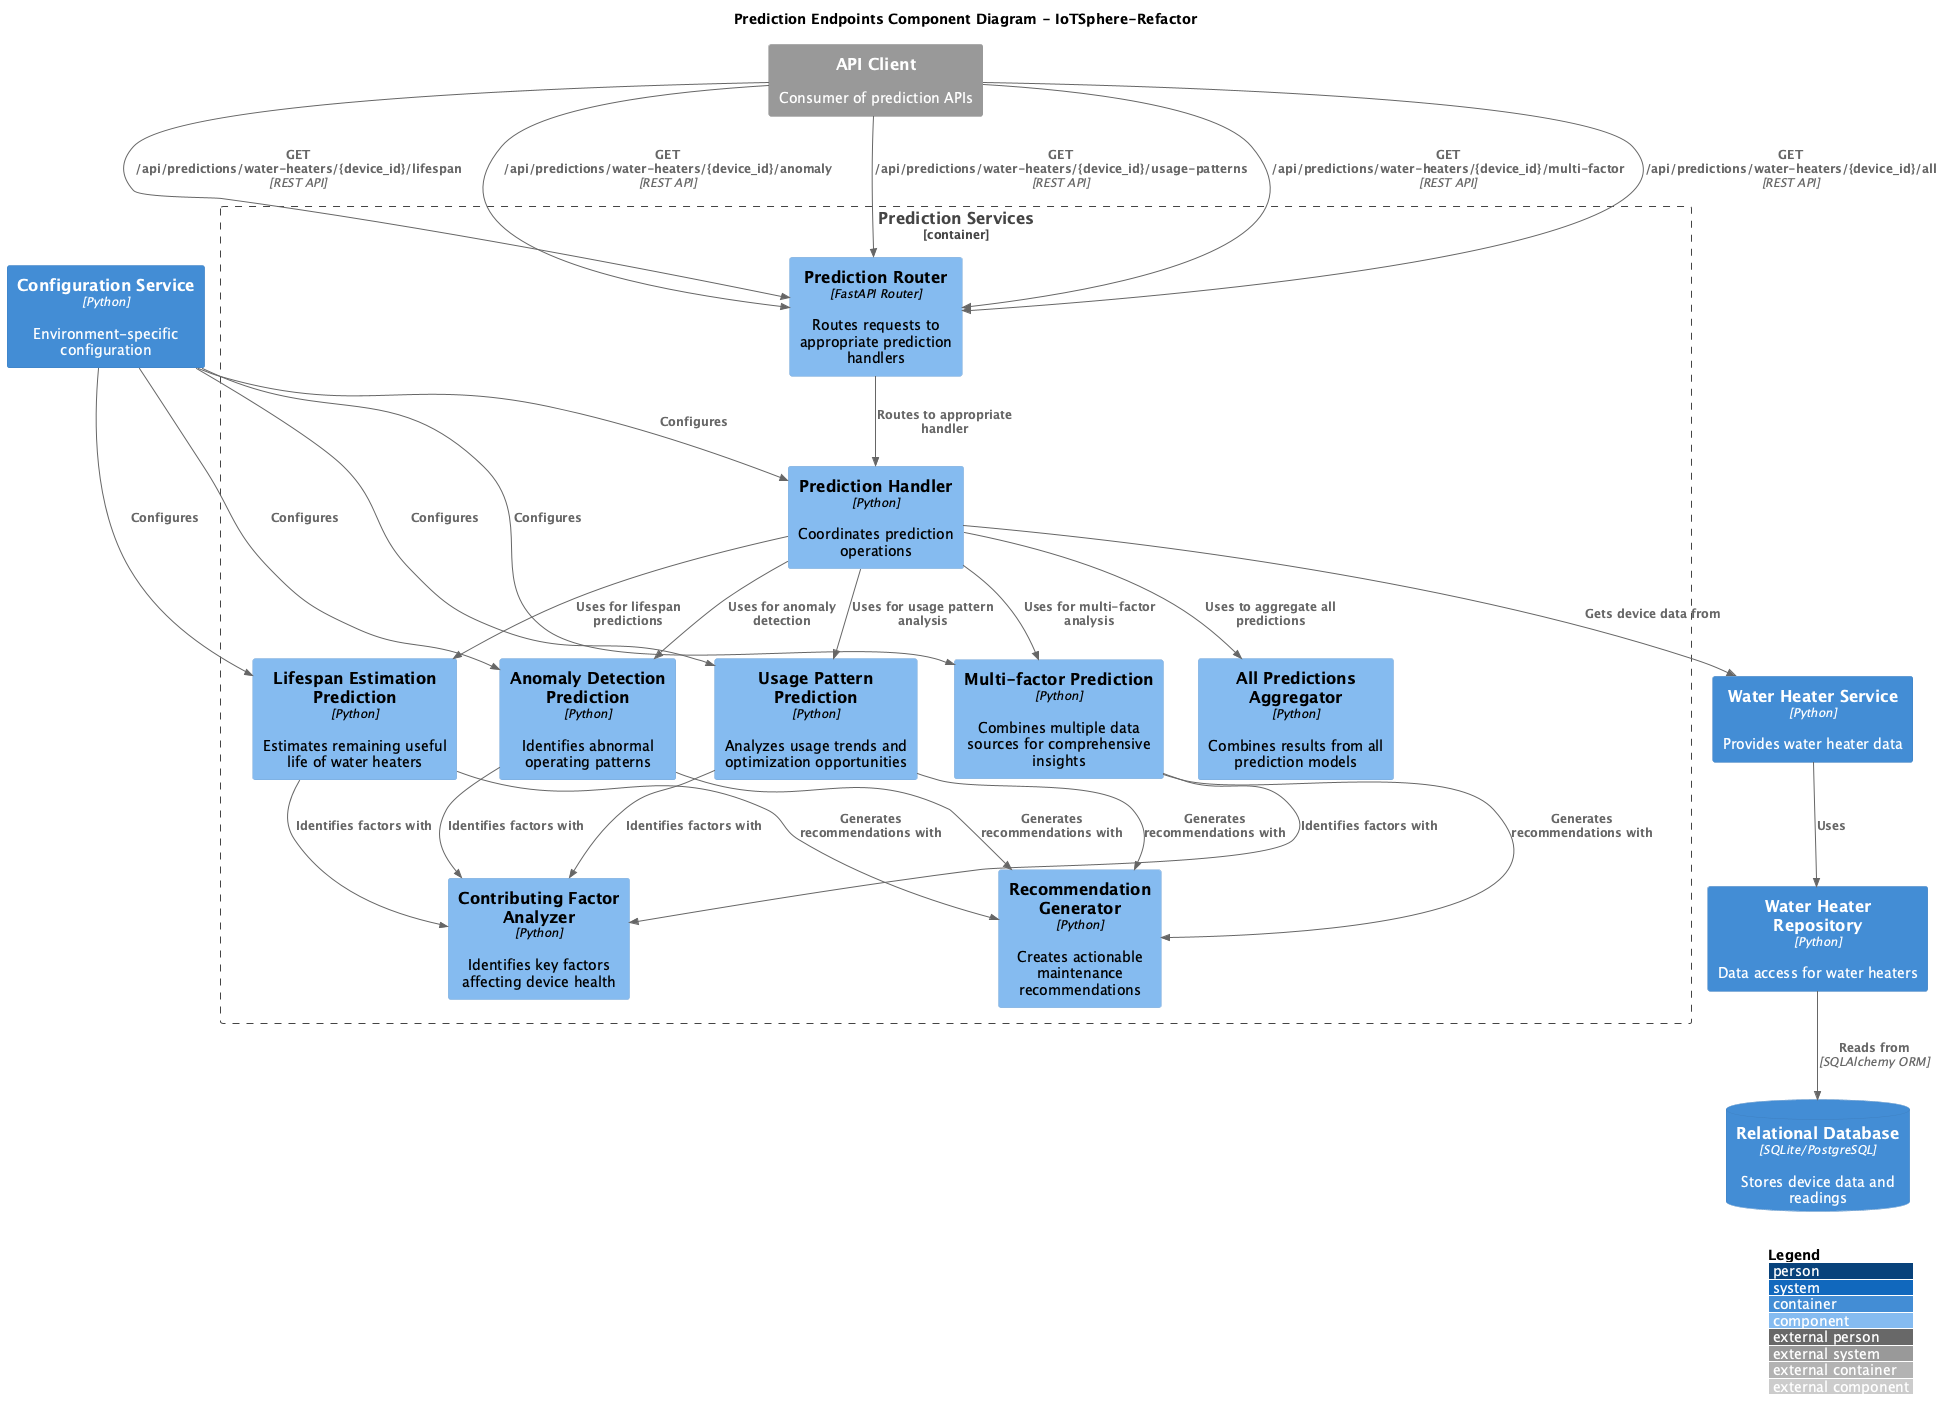 Prediction Endpoints Component Diagram - IoTSphere-Refactor
API Client
Consumer of prediction APIs
GET
/api/predictions/water-heaters/{device_id}/lifespan
[REST API]
GET
/api/predictions/water-heaters/{device_id}/anomaly
[REST API]
GET
/api/predictions/water-heaters/{device_id}/usage-patterns
[REST API]
GET
/api/predictions/water-heaters/{device_id}/multi-factor
[REST API]
GET
/api/predictions/water-heaters/{device_id}/all
[REST API]
Prediction Services
[container]
Configuration Service
[Python]
Environment-specific
configuration
Prediction Router
[FastAPI Router]
Routes requests to
appropriate prediction
handlers
Configures
Routes to appropriate
handler
Prediction Handler
[Python]
Coordinates prediction
operations
Configures
Configures
Configures
Configures
Uses for lifespan
predictions
Uses for anomaly
detection
Uses for usage pattern
analysis
Uses for multi-factor
analysis
Uses to aggregate all
predictions
Gets device data from
Lifespan Estimation
Prediction
[Python]
Estimates remaining useful
life of water heaters
Anomaly Detection
Prediction
[Python]
Identifies abnormal
operating patterns
Usage Pattern
Prediction
[Python]
Analyzes usage trends and
optimization opportunities
Multi-factor Prediction
[Python]
Combines multiple data
sources for comprehensive
insights
All Predictions
Aggregator
[Python]
Combines results from all
prediction models
Water Heater Service
[Python]
Provides water heater data
Identifies factors with
Identifies factors with
Identifies factors with
Generates
recommendations with
Generates
recommendations with
Generates
recommendations with
Identifies factors with
Generates
recommendations with
Uses
Contributing Factor
Analyzer
[Python]
Identifies key factors
affecting device health
Recommendation
Generator
[Python]
Creates actionable
maintenance
recommendations
Water Heater
Repository
[Python]
Data access for water heaters
Reads from
[SQLAlchemy ORM]
Relational Database
[SQLite/PostgreSQL]
Stores device data and
readings
Legend
person
system
container
component
external person
external system
external container
external component